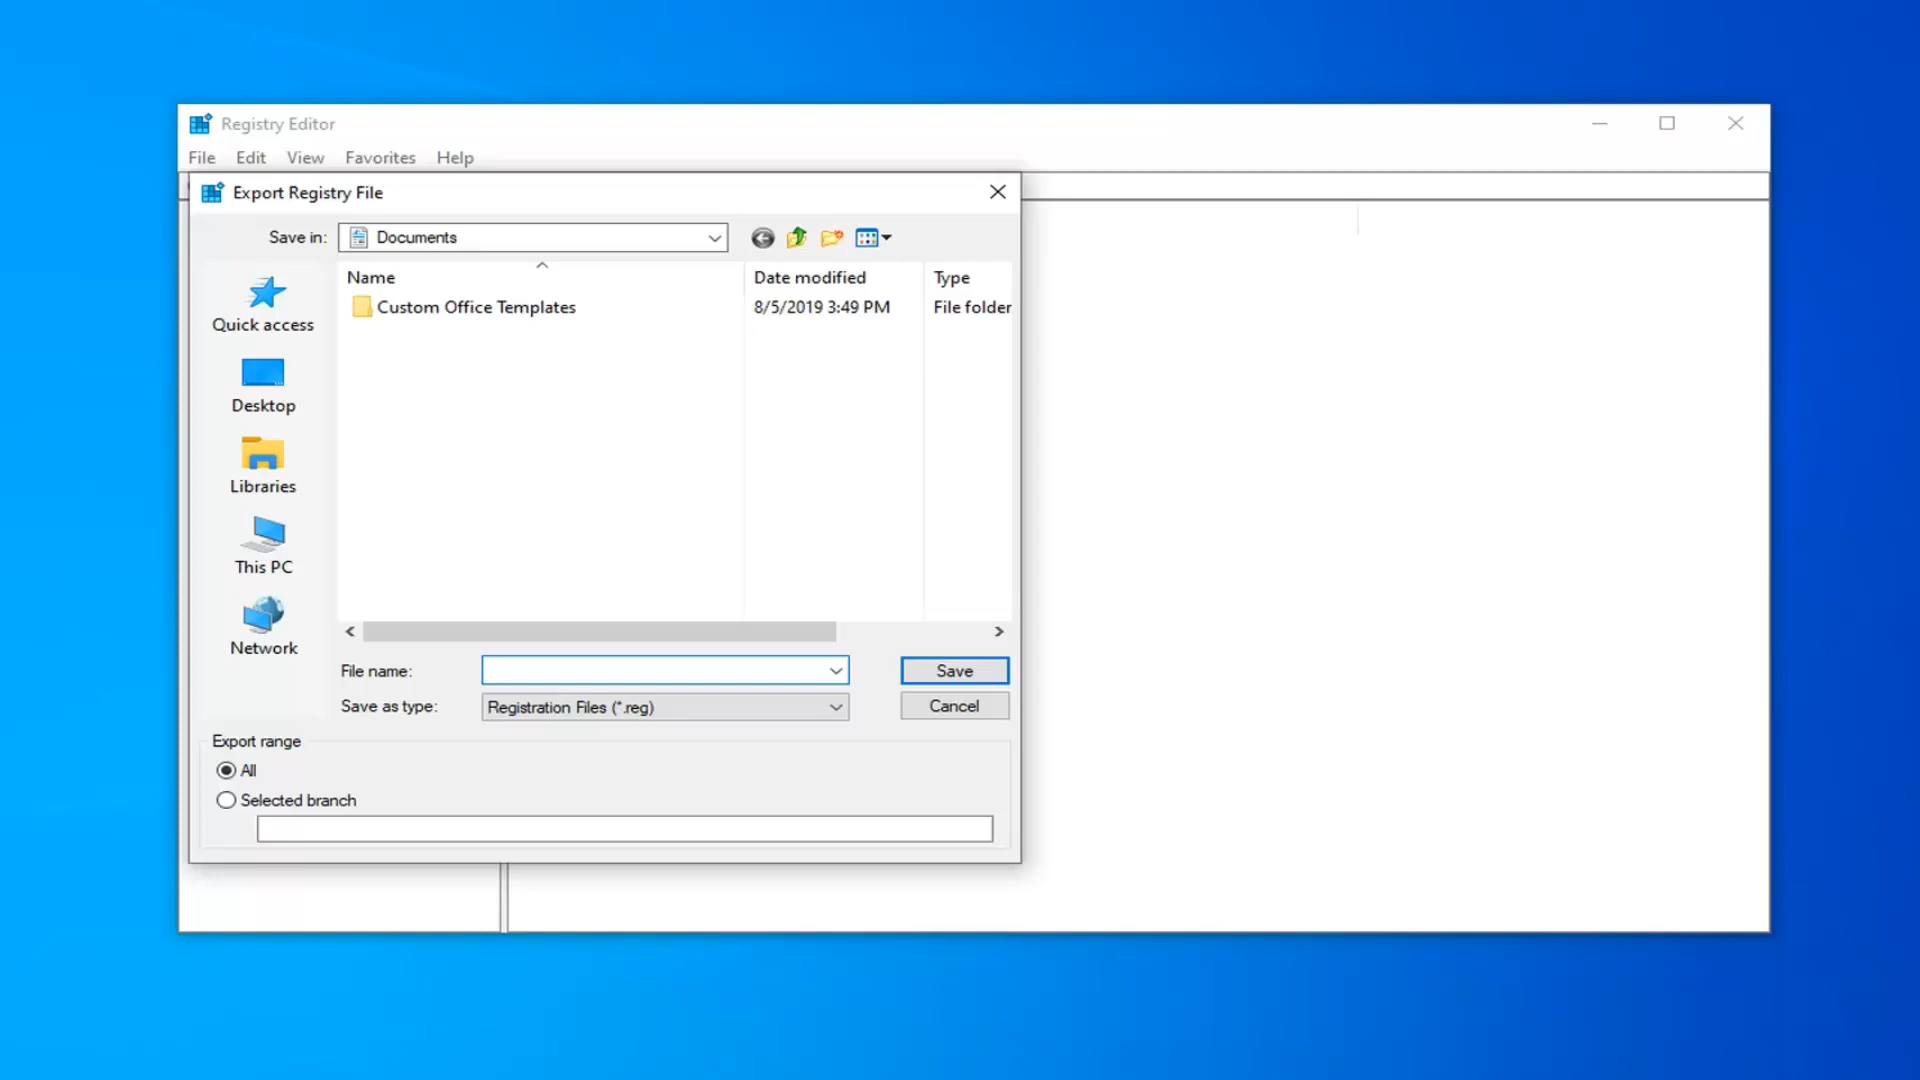 Registry Editor
File Edit View Favorites Help
Export Registry File
Save in: Documents
Name Date modified Type
Custom Office Templates 8/5/2019 3:49 PM File folder
Quick access
Desktop
Libraries
This PC
Network
File name: Save
Save as type: Registration Files (*.reg) Cancel
Export range
All
Selected branch